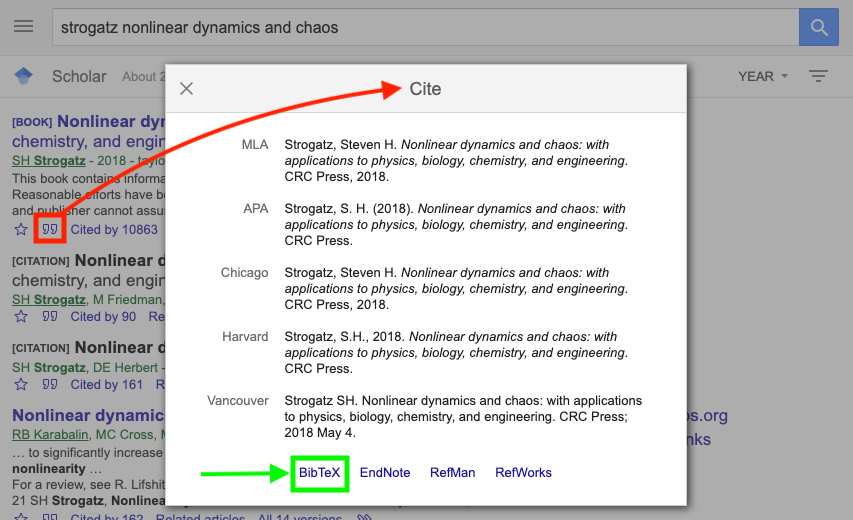 strogatz nonlinear dynamics and chaos
Scholar About 2
YEAR
Cite
[BOOK] Nonlinear dy
chemistry, and engin
SH Strogatz - 2018 - taylo
This book contains informa
Reasonable efforts have be
and publisher cannot assu
Cited by 10863
[CITATION] Nonlinear d
chemistry, and engine
SH Strogatz, M Friedman,
Cited by 90 Re
[CITATION] Nonlinear d
SH Strogatz, DE Herbert -
Cited by 161 R
Nonlinear dynamic
RB Karabalin, MC Cross, M
... to significantly increase
nonlinearity ...
For a review, see R. Lifshit
21 SH Strogatz, Nonlinea
Cited by 162 Related articles All 14 versions
MLA Strogatz, Steven H. Nonlinear dynamics and chaos: with
applications to physics, biology, chemistry, and engineering.
CRC Press, 2018.
APA Strogatz, S. H. (2018). Nonlinear dynamics and chaos: with
applications to physics, biology, chemistry, and engineering.
CRC Press.
Chicago Strogatz, Steven H. Nonlinear dynamics and chaos: with
applications to physics, biology, chemistry, and engineering.
CRC Press, 2018.
Harvard Strogatz, S.H., 2018. Nonlinear dynamics and chaos: with
applications to physics, biology, chemistry, and engineering.
CRC Press.
Vancouver Strogatz SH. Nonlinear dynamics and chaos: with applications
to physics, biology, chemistry, and engineering. CRC Press;
2018 May 4.
BibTeX EndNote RefMan RefWorks
os.org
nks